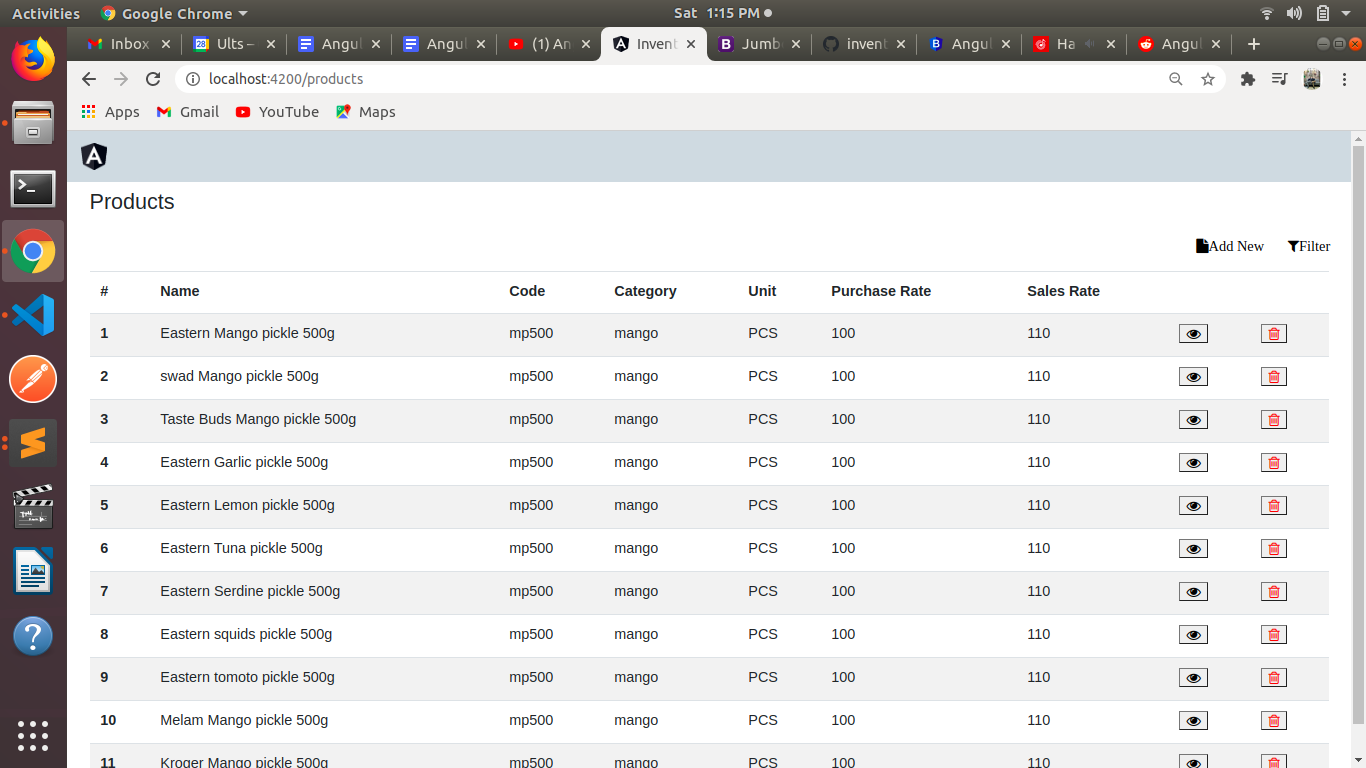 Activities Google Chrome Sat 1:15 PM
Inbox Ults – Angul Angul (1) An Invent Jumb invent Angul Ha Angul
localhost:4200/products
Apps Gmail YouTube Maps
Products
Add New Filter
# Name Code Category Unit Purchase Rate Sales Rate
1 Eastern Mango pickle 500g mp500 mango PCS 100 110
2 swad Mango pickle 500g mp500 mango PCS 100 110
3 Taste Buds Mango pickle 500g mp500 mango PCS 100 110
4 Eastern Garlic pickle 500g mp500 mango PCS 100 110
5 Eastern Lemon pickle 500g mp500 mango PCS 100 110
6 Eastern Tuna pickle 500g mp500 mango PCS 100 110
7 Eastern Serdine pickle 500g mp500 mango PCS 100 110
8 Eastern squids pickle 500g mp500 mango PCS 100 110
9 Eastern tomoto pickle 500g mp500 mango PCS 100 110
10 Melam Mango pickle 500g mp500 mango PCS 100 110
11 Kroger Mango pickle 500g mp500 mango PCS 100 110